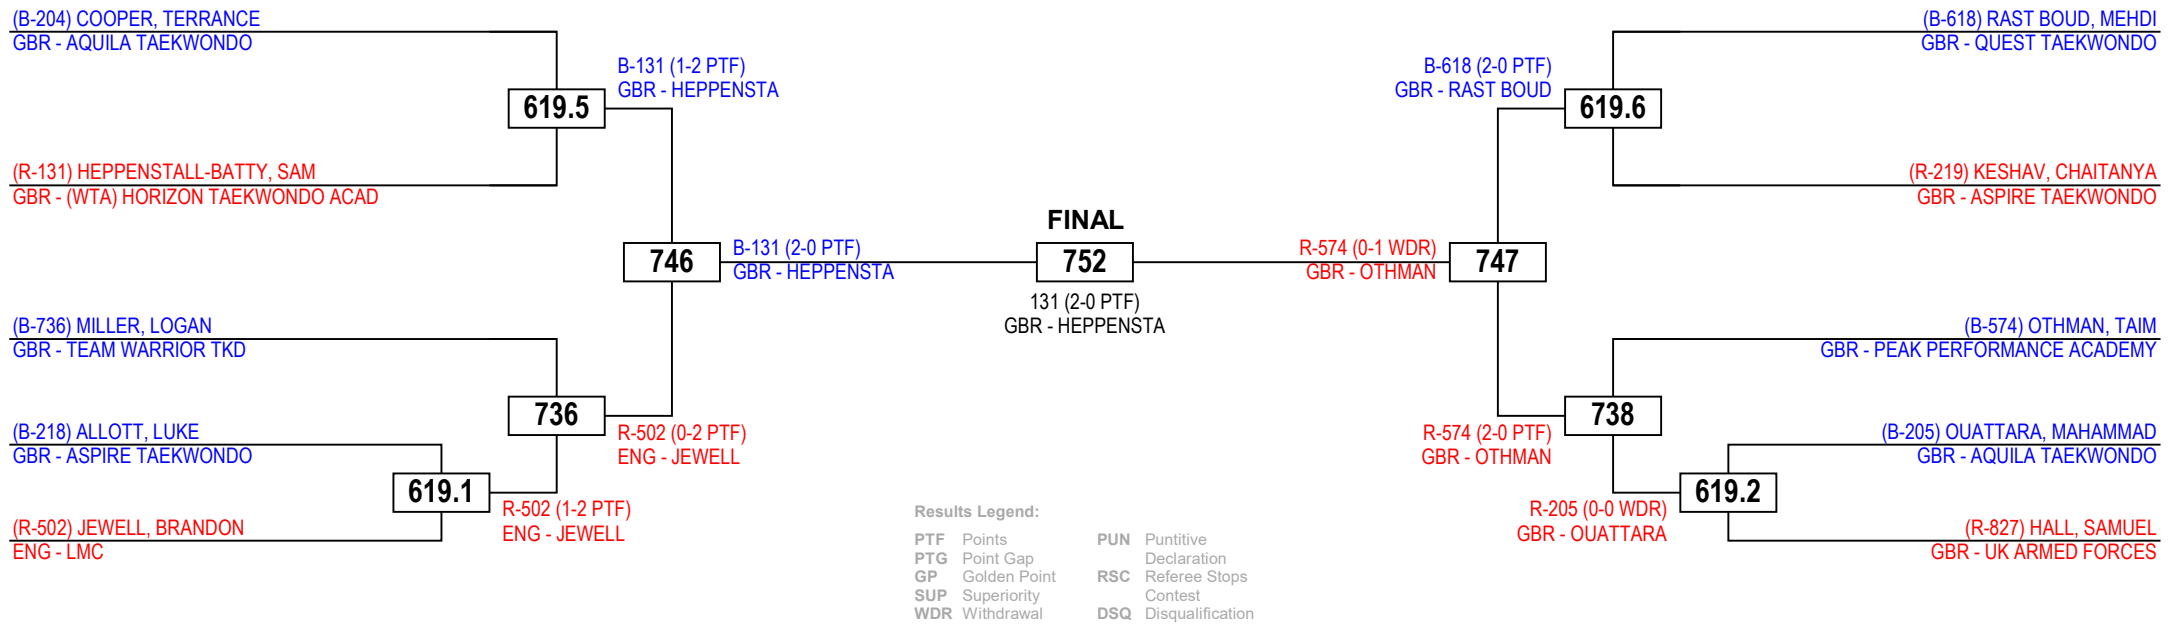 (B-204) COOPER, TERRANCE
GBR - AQUILA TAEKWONDO
B-131 (1-2 PTF)
GBR - HEPPENSTA
619.5
(R-131) HEPPENSTALL-BATTY, SAM
GBR - (WTA) HORIZON TAEKWONDO ACAD
746
B-131 (2-0 PTF)
GBR - HEPPENSTA
(B-736) MILLER, LOGAN
GBR - TEAM WARRIOR TKD
736
R-502 (0-2 PTF)
ENG - JEWELL
(B-218) ALLOTT, LUKE
GBR - ASPIRE TAEKWONDO
619.1
R-502 (1-2 PTF)
ENG - JEWELL
(R-502) JEWELL, BRANDON
ENG - LMC
FINAL
752
131 (2-0 PTF)
GBR - HEPPENSTA
(B-618) RAST BOUD, MEHDI
GBR - QUEST TAEKWONDO
B-618 (2-0 PTF)
GBR - RAST BOUD
619.6
(R-219) KESHAV, CHAITANYA
GBR - ASPIRE TAEKWONDO
R-574 (0-1 WDR)
GBR - OTHMAN
747
(B-574) OTHMAN, TAIM
GBR - PEAK PERFORMANCE ACADEMY
738
R-574 (2-0 PTF)
GBR - OTHMAN
(B-205) OUATTARA, MAHAMMAD
GBR - AQUILA TAEKWONDO
619.2
R-205 (0-0 WDR)
GBR - OUATTARA
(R-827) HALL, SAMUEL
GBR - UK ARMED FORCES
Results Legend:
PTF Points
PTG Point Gap
GP Golden Point
SUP Superiority
WDR Withdrawal
PUN Puntitive
Declaration
RSC Referee Stops
Contest
DSQ Disqualification